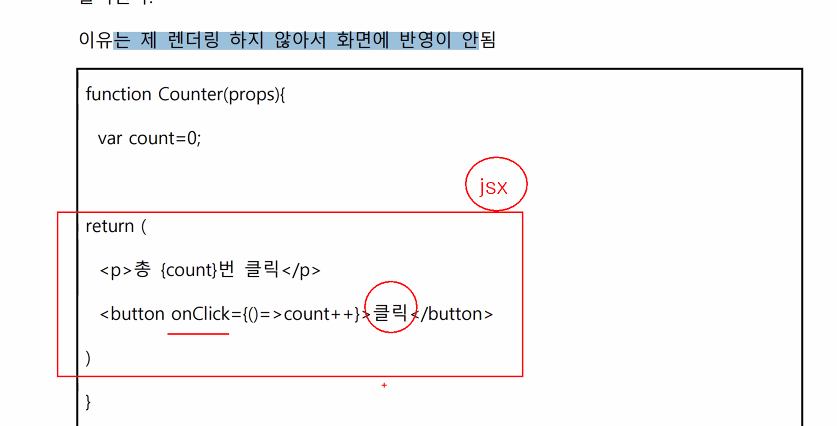 이유는 제 렌더링 하지 않아서 화면에 반영이 안됨
function Counter(props){
var count=0;
jsx
return (
<p>총 {count}번 클릭</p>
<button onClick={()=>count++}>클릭</button>
)
}